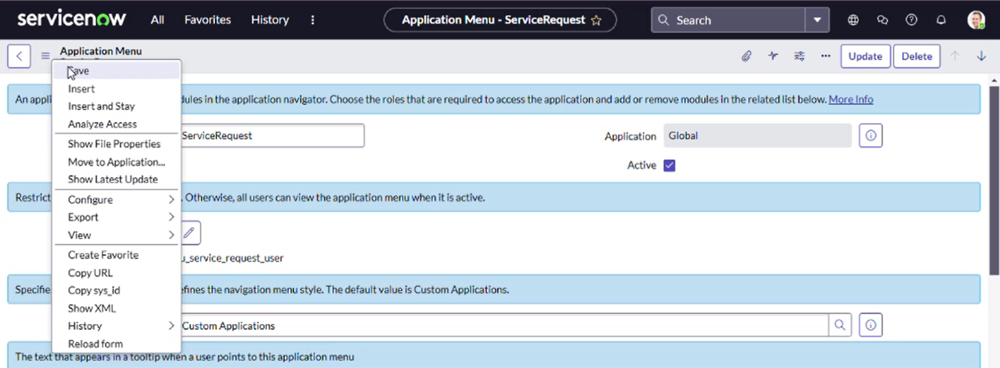 servicenow All Favorites History Application Menu - ServiceRequest Search
Application Menu
Update Delete
Save
Insert
Insert and Stay
Analyze Access
Show File Properties
Move to Application...
Show Latest Update
Configure
Export
View
Create Favorite
Copy URL
Copy sys_id
Show XML
History
Reload form
An appli
dules in the application navigator. Choose the roles that are required to access the application and add or remove modules in the related list below. More Info
ServiceRequest
Application Global
Active
Restrict
. Otherwise, all users can view the application menu when it is active.
u_service_request_user
Specifie
efines the navigation menu style. The default value is Custom Applications.
Custom Applications
The text that appears in a tooltip when a user points to this application menu